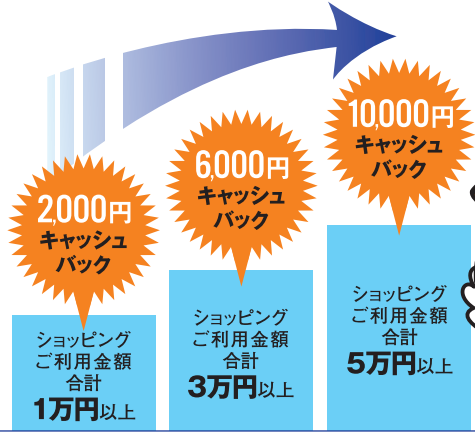 2,000円
キャッシュ
バック
ショッピング
ご利用金額
合計
1万円以上
6,000円
キャッシュ
バック
ショッピング
ご利用金額
合計
3万円以上
10,000円
キャッシュ
バック
ショッピング
ご利用金額
合計
5万円以上